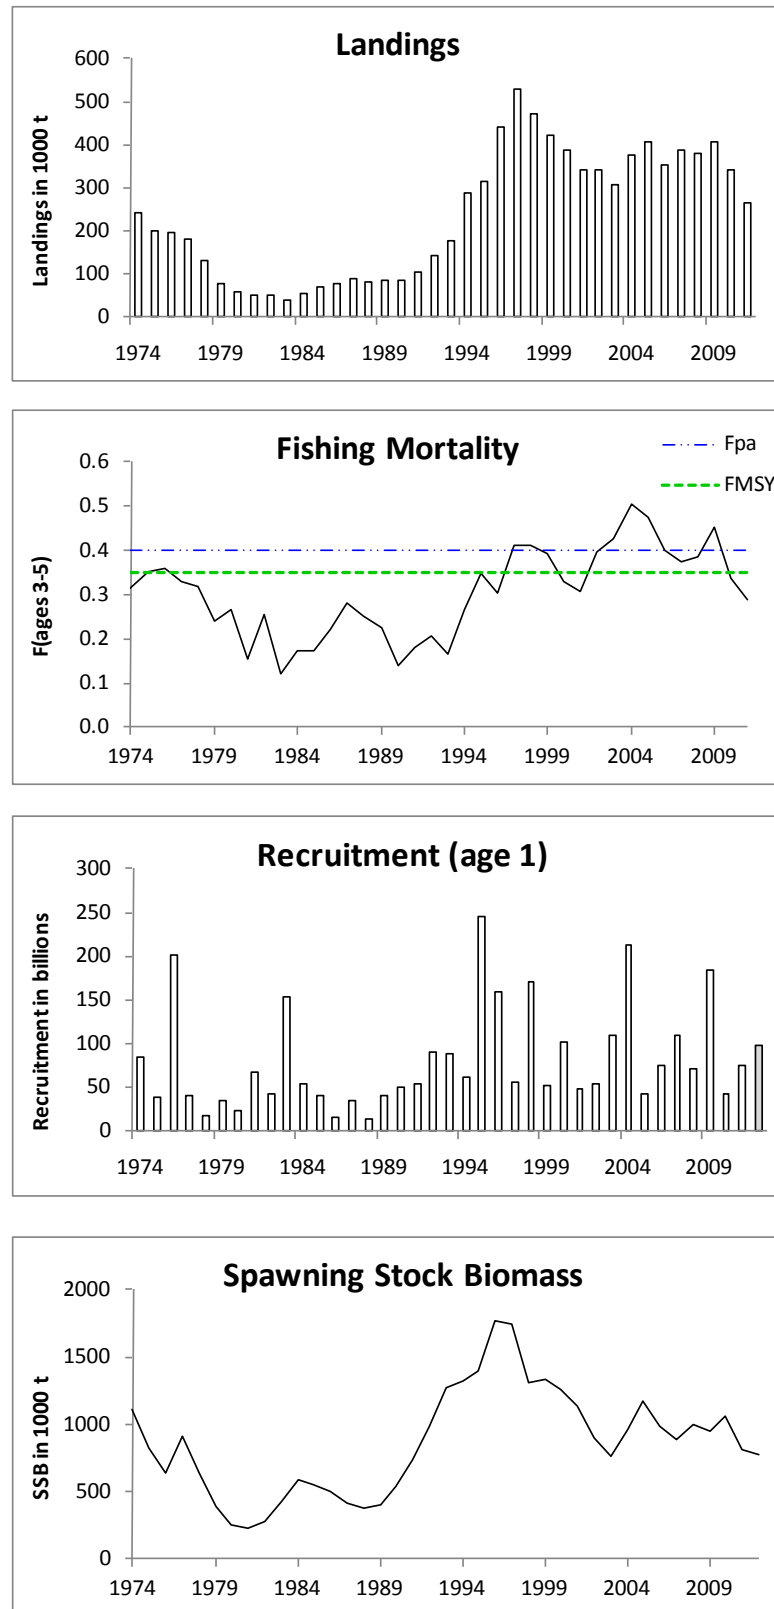 Landings
Landings in 1000 t
600
500
400
300
200
100
0
1974 1979 1984 1989 1994 1999 2004 2009
Fishing Mortality
Fpa
FMSY
F(ages 3-5)
0.6
0.5
0.4
0.3
0.2
0.1
0.0
1974 1979 1984 1989 1994 1999 2004 2009
Recruitment (age 1)
Recruitment in billions
300
250
200
150
100
50
0
1974 1979 1984 1989 1994 1999 2004 2009
Spawning Stock Biomass
SSB in 1000 t
2000
1500
1000
500
0
1974 1979 1984 1989 1994 1999 2004 2009